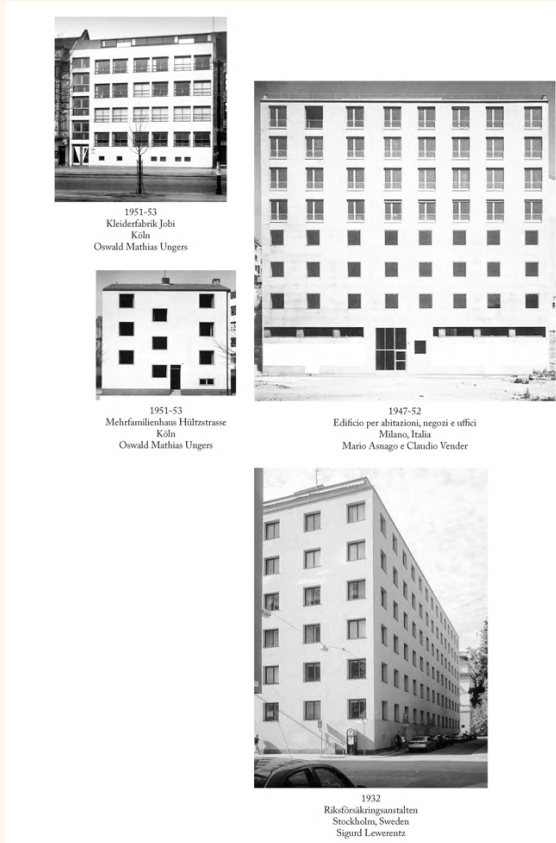 1951-53
Kleiderfabrik Jobi
Köln
Oswald Mathias Ungers
1951-53
Mehrfamilienhaus Hültzstrasse
Köln
Oswald Mathias Ungers
1947-52
Edificio per abitazioni, negozi e uffici
Milano, Italia
Mario Asnago e Claudio Vender
1932
Riksförsäkringsanstalten
Stockholm, Sweden
Sigurd Lewerentz